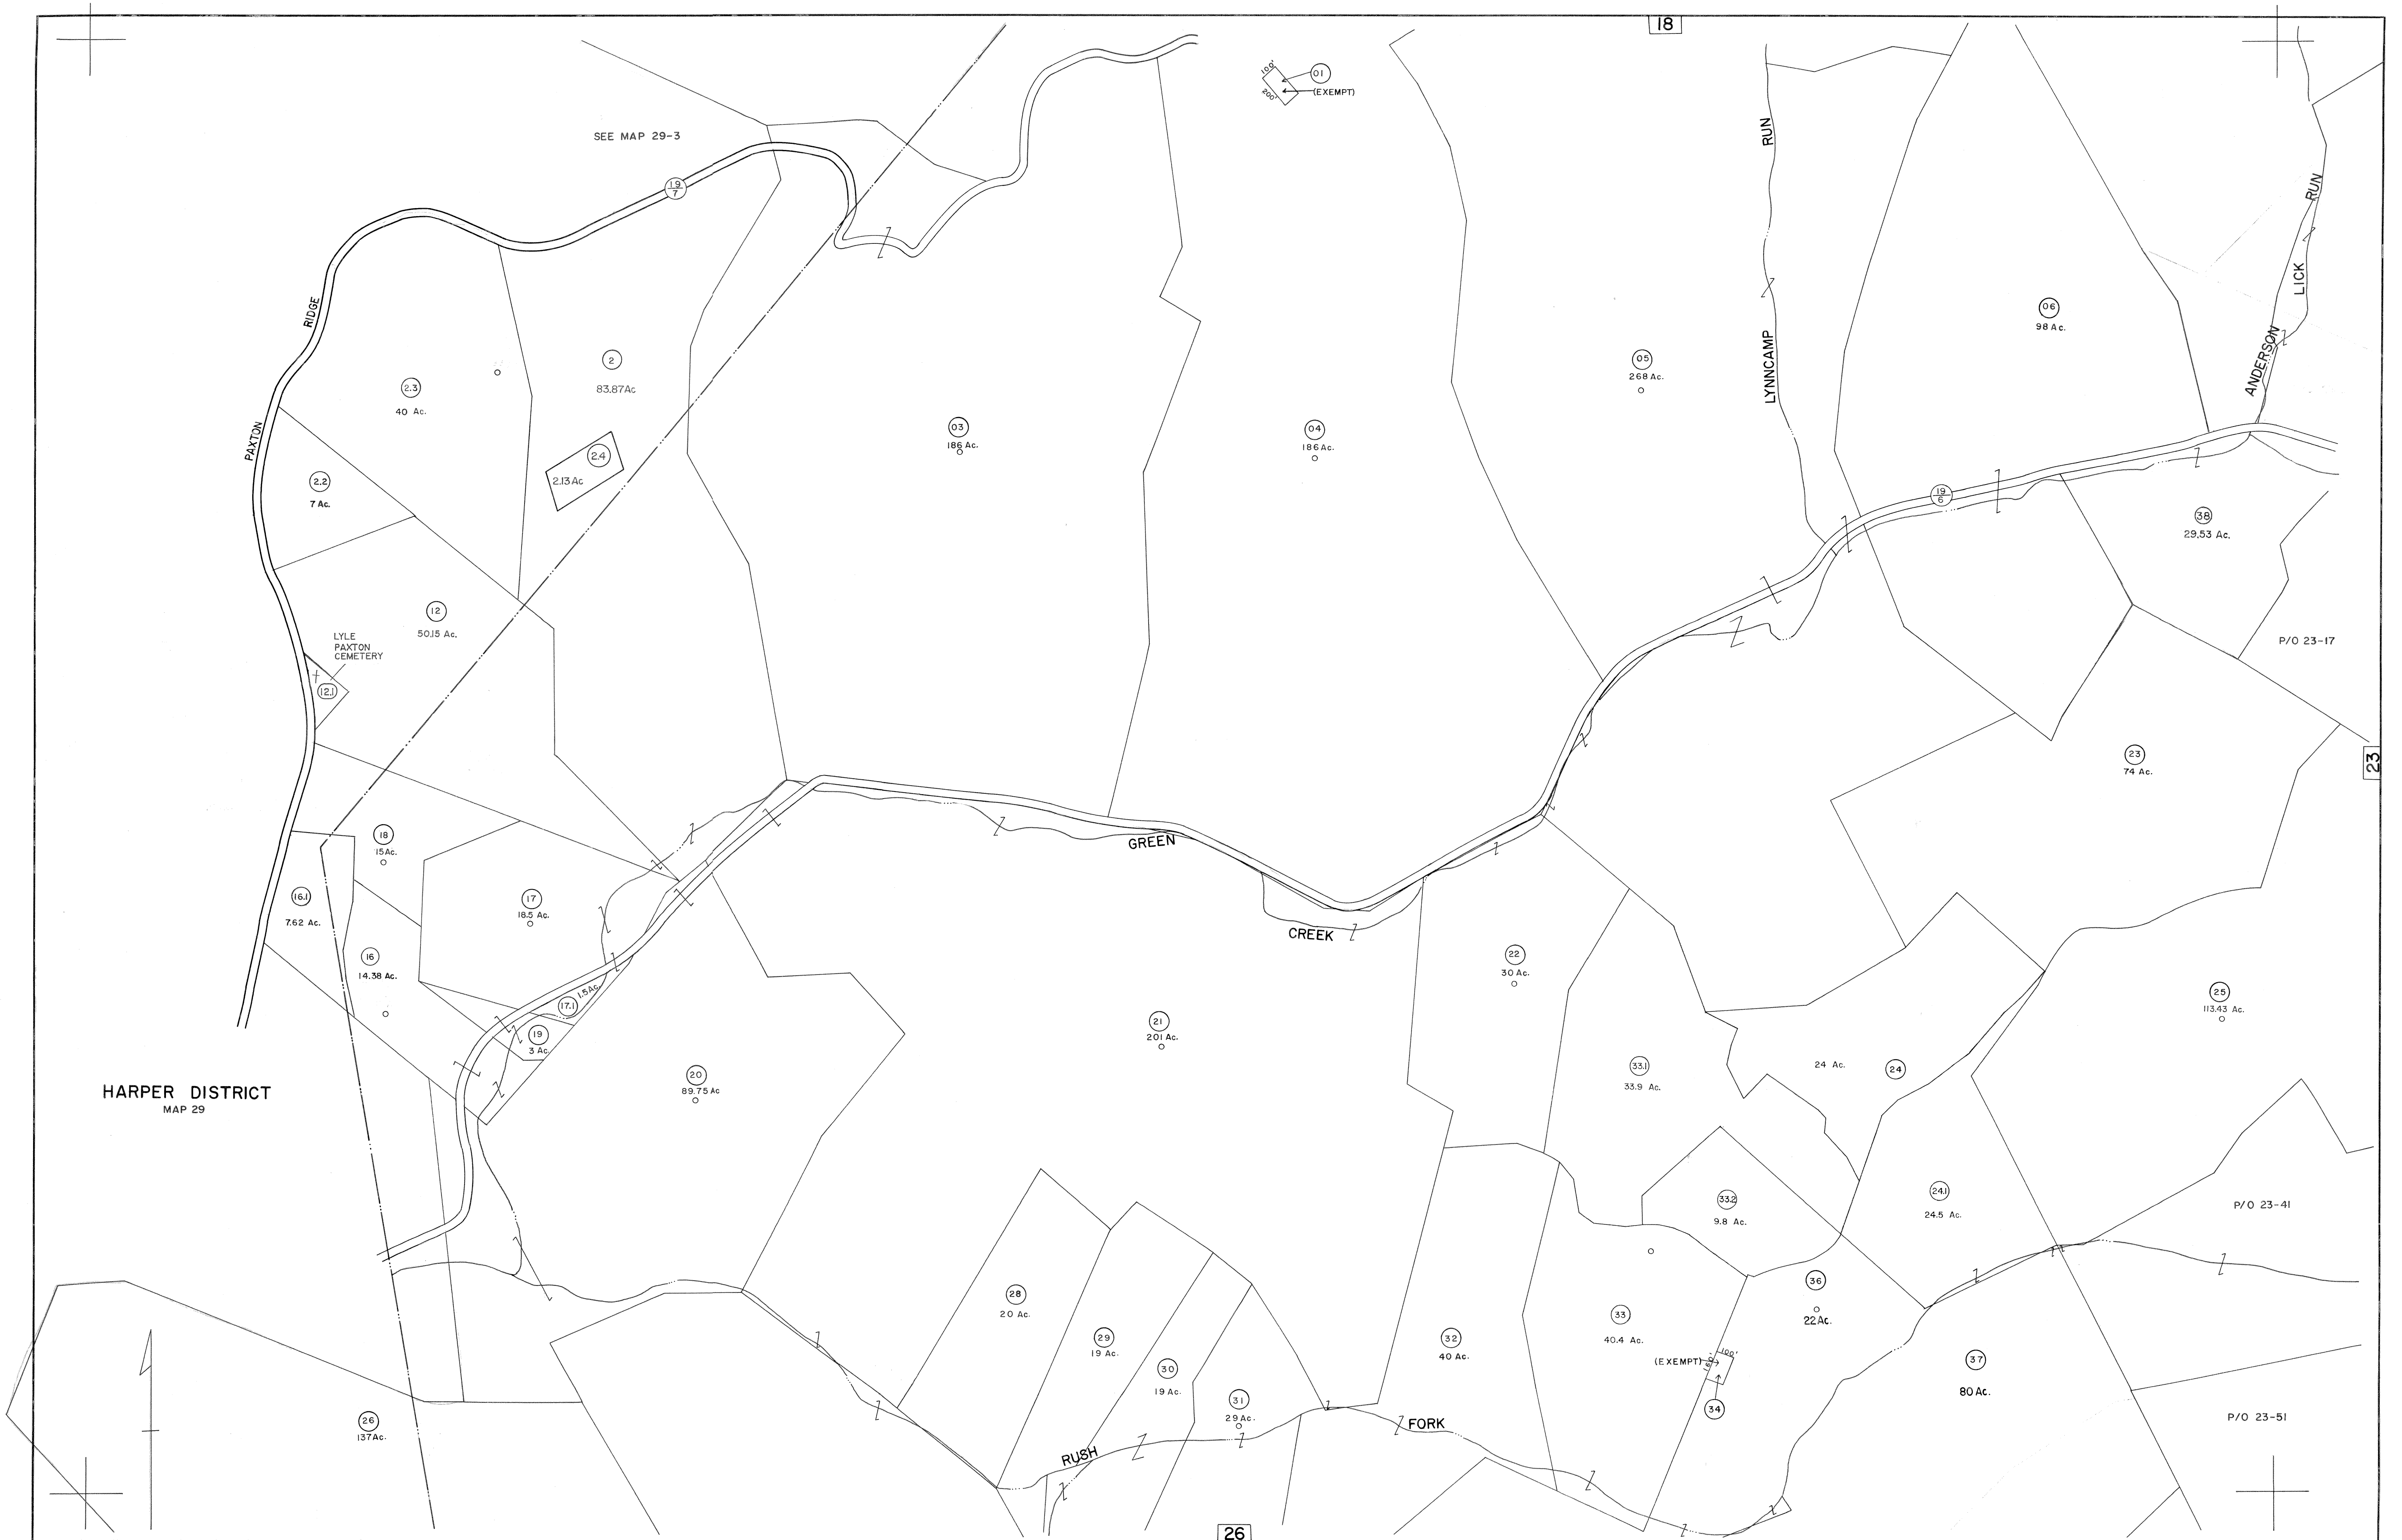 18
01
100'
200'
(EXEMPT)
SEE MAP 29-3
19
7
RUN
RUN
LICK
ANDERSON
LYNNCAMP
06
98 Ac.
RIDGE
PAXTON
2
83.87Ac
2.3
40 Ac.
05
268 Ac.
03
186 Ac.
04
186 Ac.
2.4
2.13 Ac
2.2
7 Ac.
19
6
38
29.53 Ac.
12
50.15 Ac.
LYLE
PAXTON
CEMETERY
12.1
P/O 23-17
23
74 Ac.
23
18
15 Ac.
GREEN
CREEK
16.1
7.62 Ac.
17
18.5 Ac.
16
14.38 Ac.
22
30 Ac.
17.1
1.5 Ac.
19
3 Ac.
25
113.43 Ac.
21
201 Ac.
20
89.75 Ac
33.1
33.9 Ac.
24 Ac.
24
HARPER DISTRICT
MAP 29
33.2
9.8 Ac.
24.1
24.5 Ac.
P/O 23-41
28
20 Ac.
36
22 Ac.
29
19 Ac.
32
40 Ac.
33
40.4 Ac.
(EXEMPT)
160'
100'
34
30
19 Ac.
31
29 Ac.
37
80 Ac.
26
137 Ac.
RUSH
FORK
P/O 23-51
26